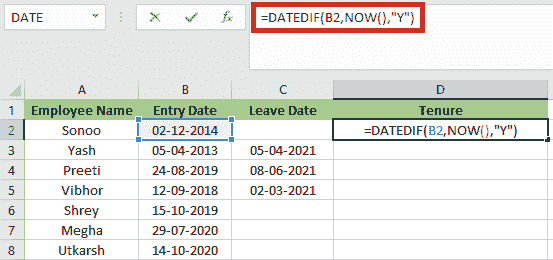 DATE =DATEDIF(B2,NOW(),"Y")
A B C D
1 Employee Name Entry Date Leave Date Tenure
2 Sonoo 02-12-2014 =DATEDIF(B2,NOW(),"Y")
3 Yash 05-04-2013 05-04-2021
4 Preeti 24-08-2019 08-06-2021
5 Vibhor 12-09-2018 02-03-2021
6 Shrey 15-10-2019
7 Megha 29-07-2020
8 Utkarsh 14-10-2020